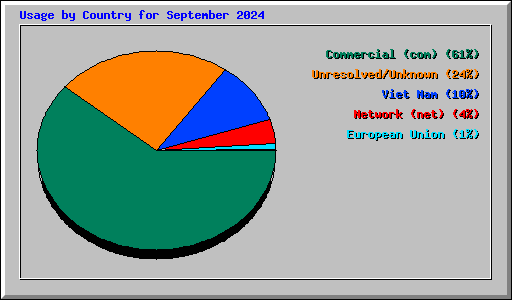 Usage by Country for September 2024
Commercial (com) (61%)
Unresolved/Unknown (24%)
Viet Nam (10%)
Network (net) (4%)
European Union (1%)